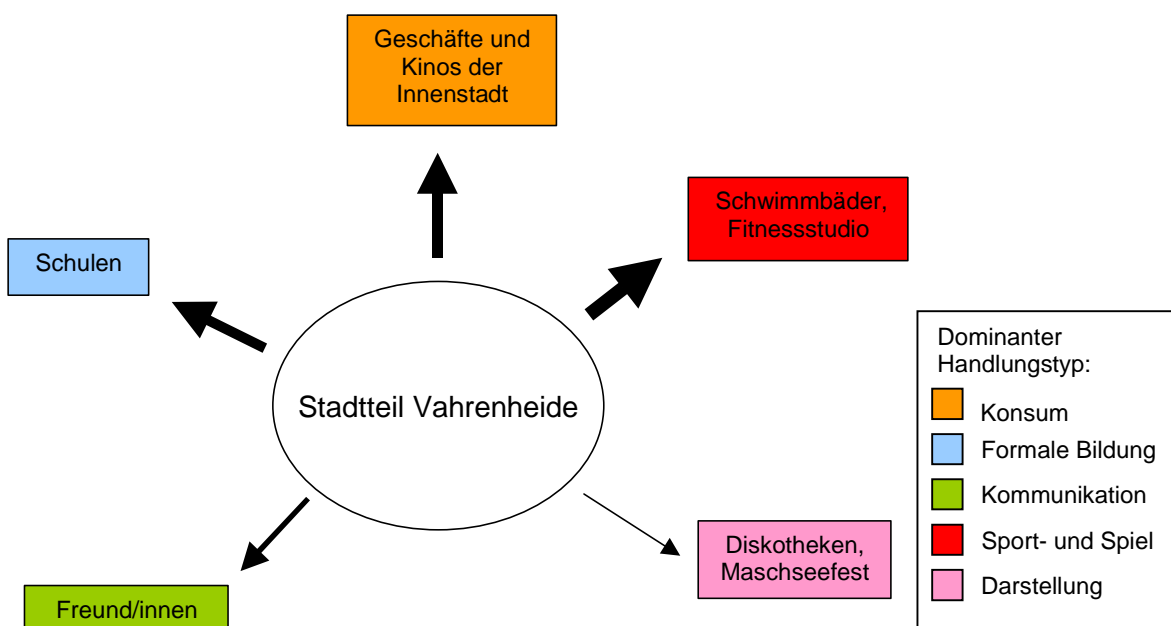 Geschäfte und
Kinos der
Innenstadt
Schwimmbäder,
Fitnessstudio
Schulen
Stadtteil Vahrenheide
Diskotheken,
Maschseefest
Freund/innen
Dominanter
Handlungstyp:
Konsum
Formale Bildung
Kommunikation
Sport- und Spiel
Darstellung